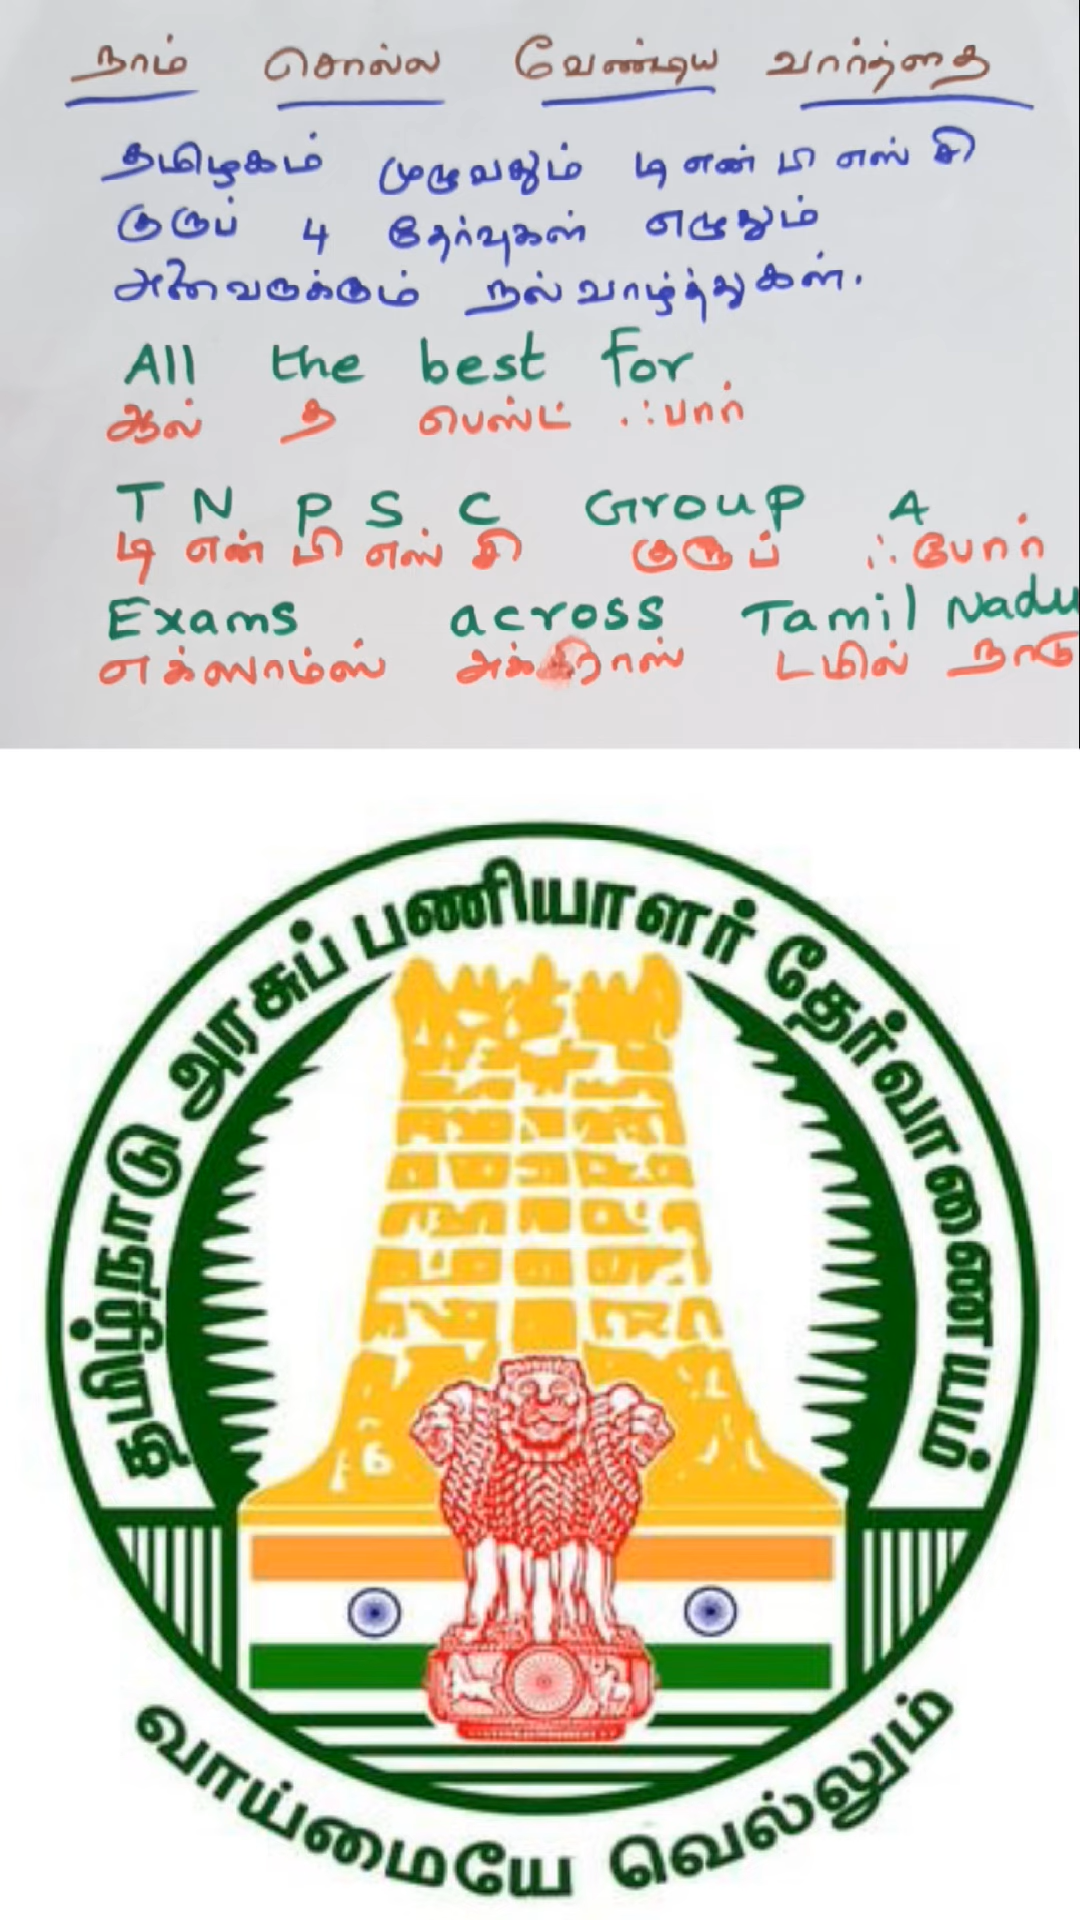 நாம் சொல்ல வேண்டிய வார்த்தை
தமிழகம் முழுவதும் டி என் பி எஸ் சி
குரூப் 4 தேர்வுகள் எழுதும்
அனைவருக்கும் நல்வாழ்த்துகள்.
All the best for
ஆல் த பெஸ்ட் ஃபார்
T N P S C Group 4
டி என் பி எஸ் சி குரூப் ஃபோர்
Exams across Tamil Nadu
எக்ஸாம்ஸ் அக்ராஸ் டமில் நாடு
தமிழ்நாடு அரசுப் பணியாளர் தேர்வாணையம்
வாய்மையே வெல்லும்